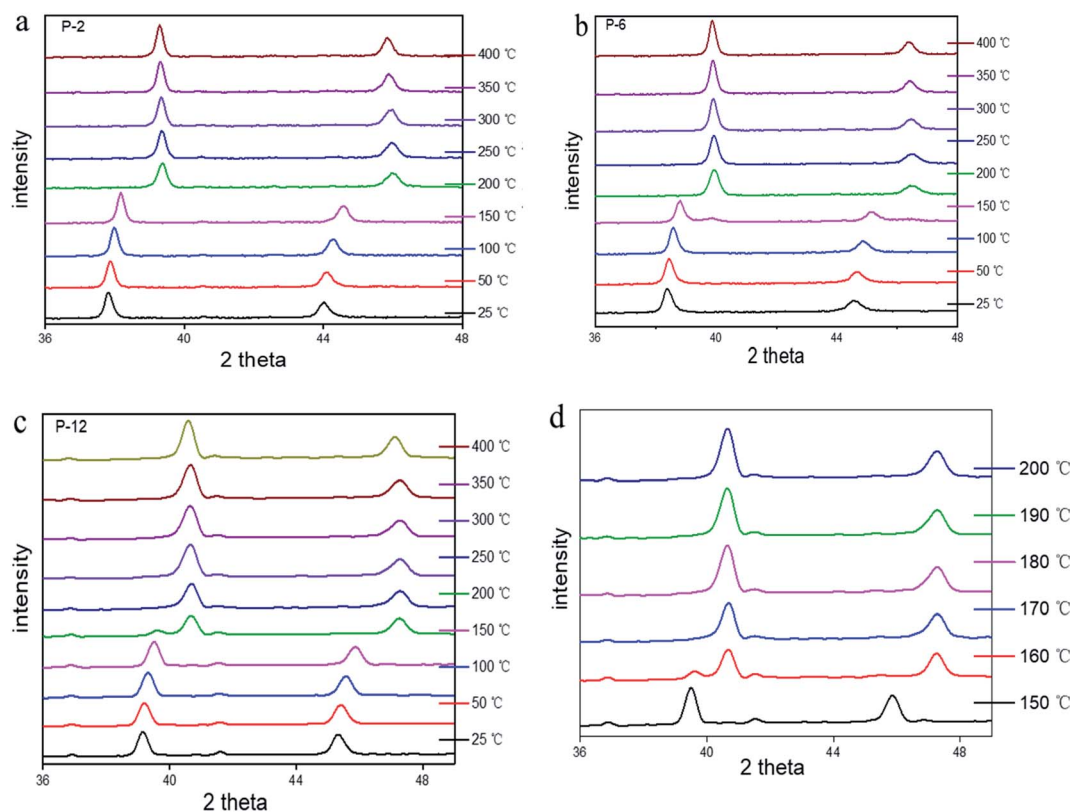 a
P-2
intensity
400 ℃
350 ℃
300 ℃
250 ℃
200 ℃
150 ℃
100 ℃
50 ℃
25 ℃
36 40 44 48
2 theta
b
P-6
intensity
400 ℃
350 ℃
300 ℃
250 ℃
200 ℃
150 ℃
100 ℃
50 ℃
25 ℃
36 40 44 48
2 theta
c
P-12
intensity
400 ℃
350 ℃
300 ℃
250 ℃
200 ℃
150 ℃
100 ℃
50 ℃
25 ℃
36 40 44 48
2 theta
d
intensity
200 ℃
190 ℃
180 ℃
170 ℃
160 ℃
150 ℃
36 40 44 48
2 theta